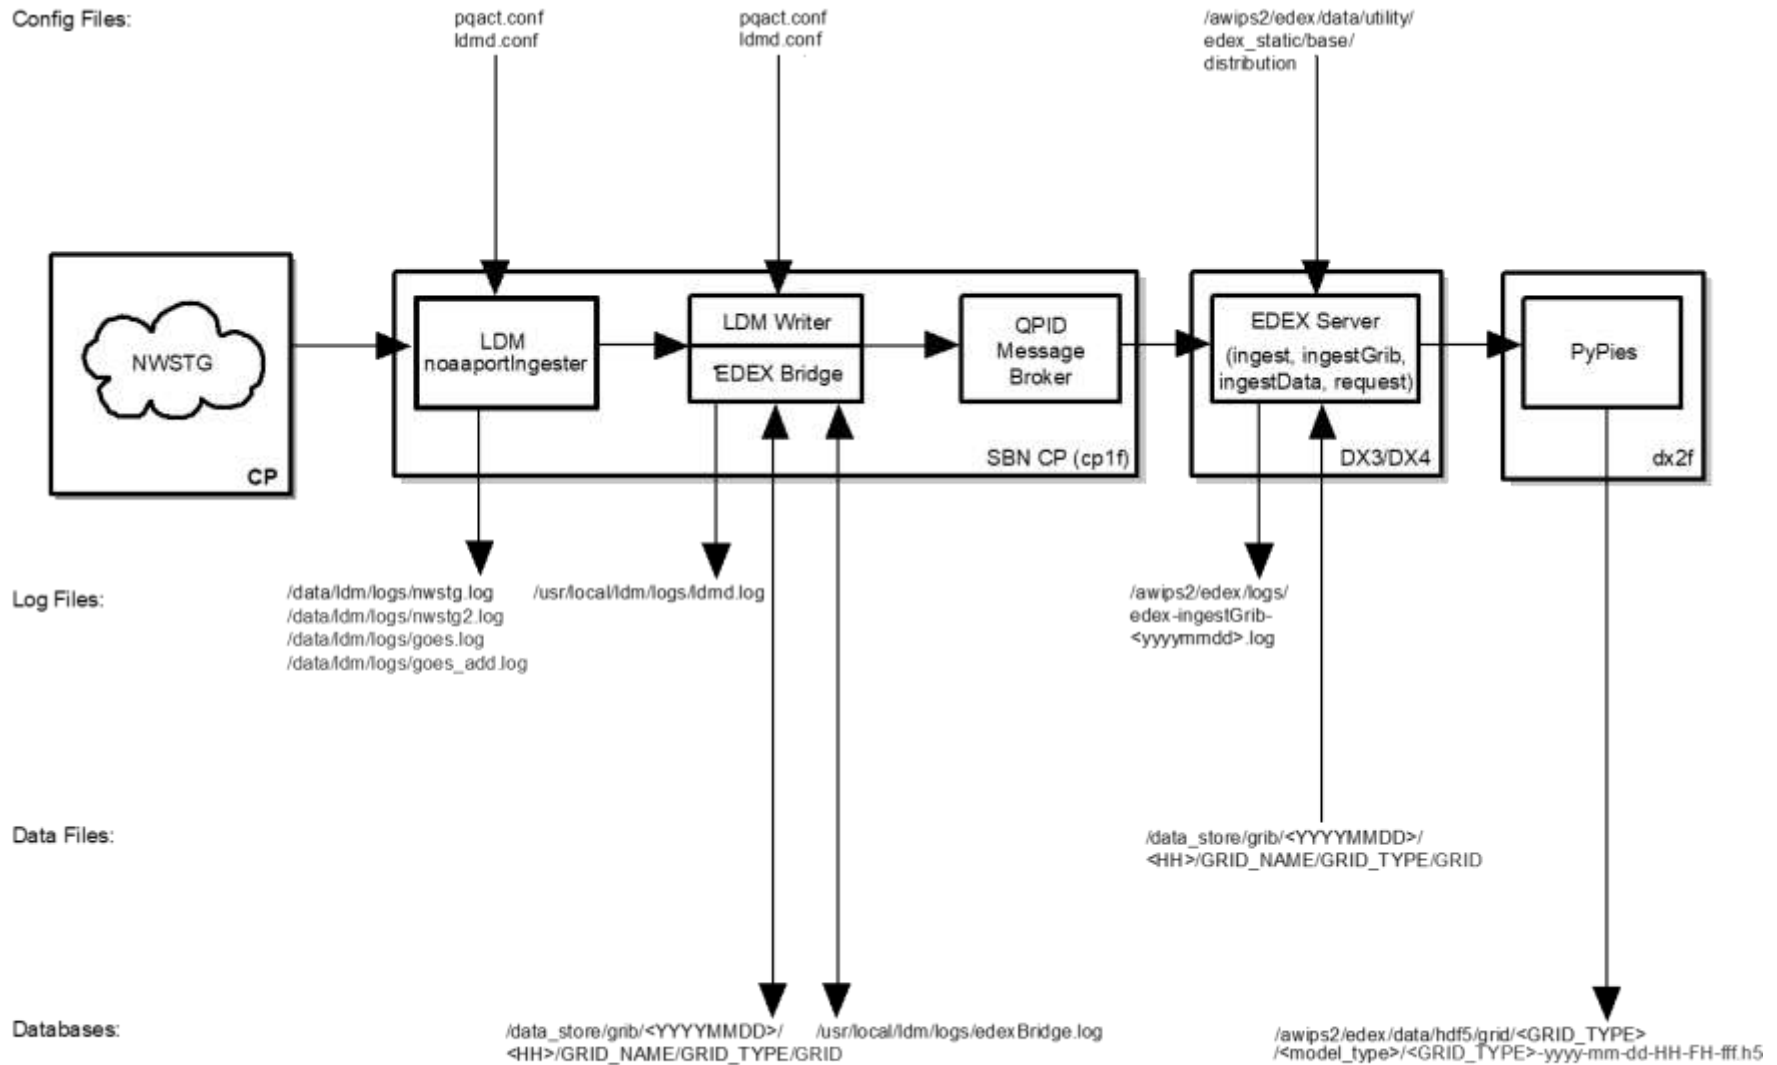 Config Files:
pqact.conf
ldmd.conf
pqact.conf
ldmd.conf
/awips2/edex/data/utility/
edex_static/base/
distribution
NWSTG
CP
LDM
noaaportIngester
LDM Writer
EDEX Bridge
QPID
Message
Broker
SBN CP (cp1f)
EDEX Server
(ingest, ingestGrib,
ingestData, request)
DX3/DX4
PyPies
dx2f
Log Files:
/data/ldm/logs/nwstg.log
/data/ldm/logs/nwstg2.log
/data/ldm/logs/goes.log
/data/ldm/logs/goes_add.log
/usr/local/ldm/logs/ldmd.log
/awips2/edex/logs/
edex-ingestGrib-
<yyyymmdd>.log
Data Files:
/data_store/grib/<YYYYMMDD>/
<HH>/GRID_NAME/GRID_TYPE/GRID
Databases:
/data_store/grib/<YYYYMMDD>/
<HH>/GRID_NAME/GRID_TYPE/GRID
/usr/local/ldm/logs/edexBridge.log
/awips2/edex/data/hdf5/grid/<GRID_TYPE>
/<model_type>/<GRID_TYPE>-yyyy-mm-dd-HH-FH-fff.h5